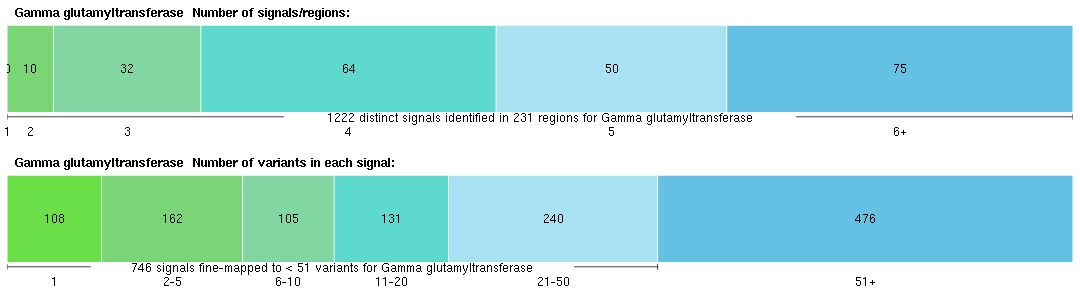 Gamma glutamyltransferase Number of signals/regions:
0 10 32 64 50 75
1222 distinct signals identified in 231 regions for Gamma glutamyltransferase
1 2 3 4 5 6+
Gamma glutamyltransferase Number of variants in each signal:
108 162 105 131 240 476
746 signals fine-mapped to < 51 variants for Gamma glutamyltransferase
1 2-5 6-10 11-20 21-50 51+